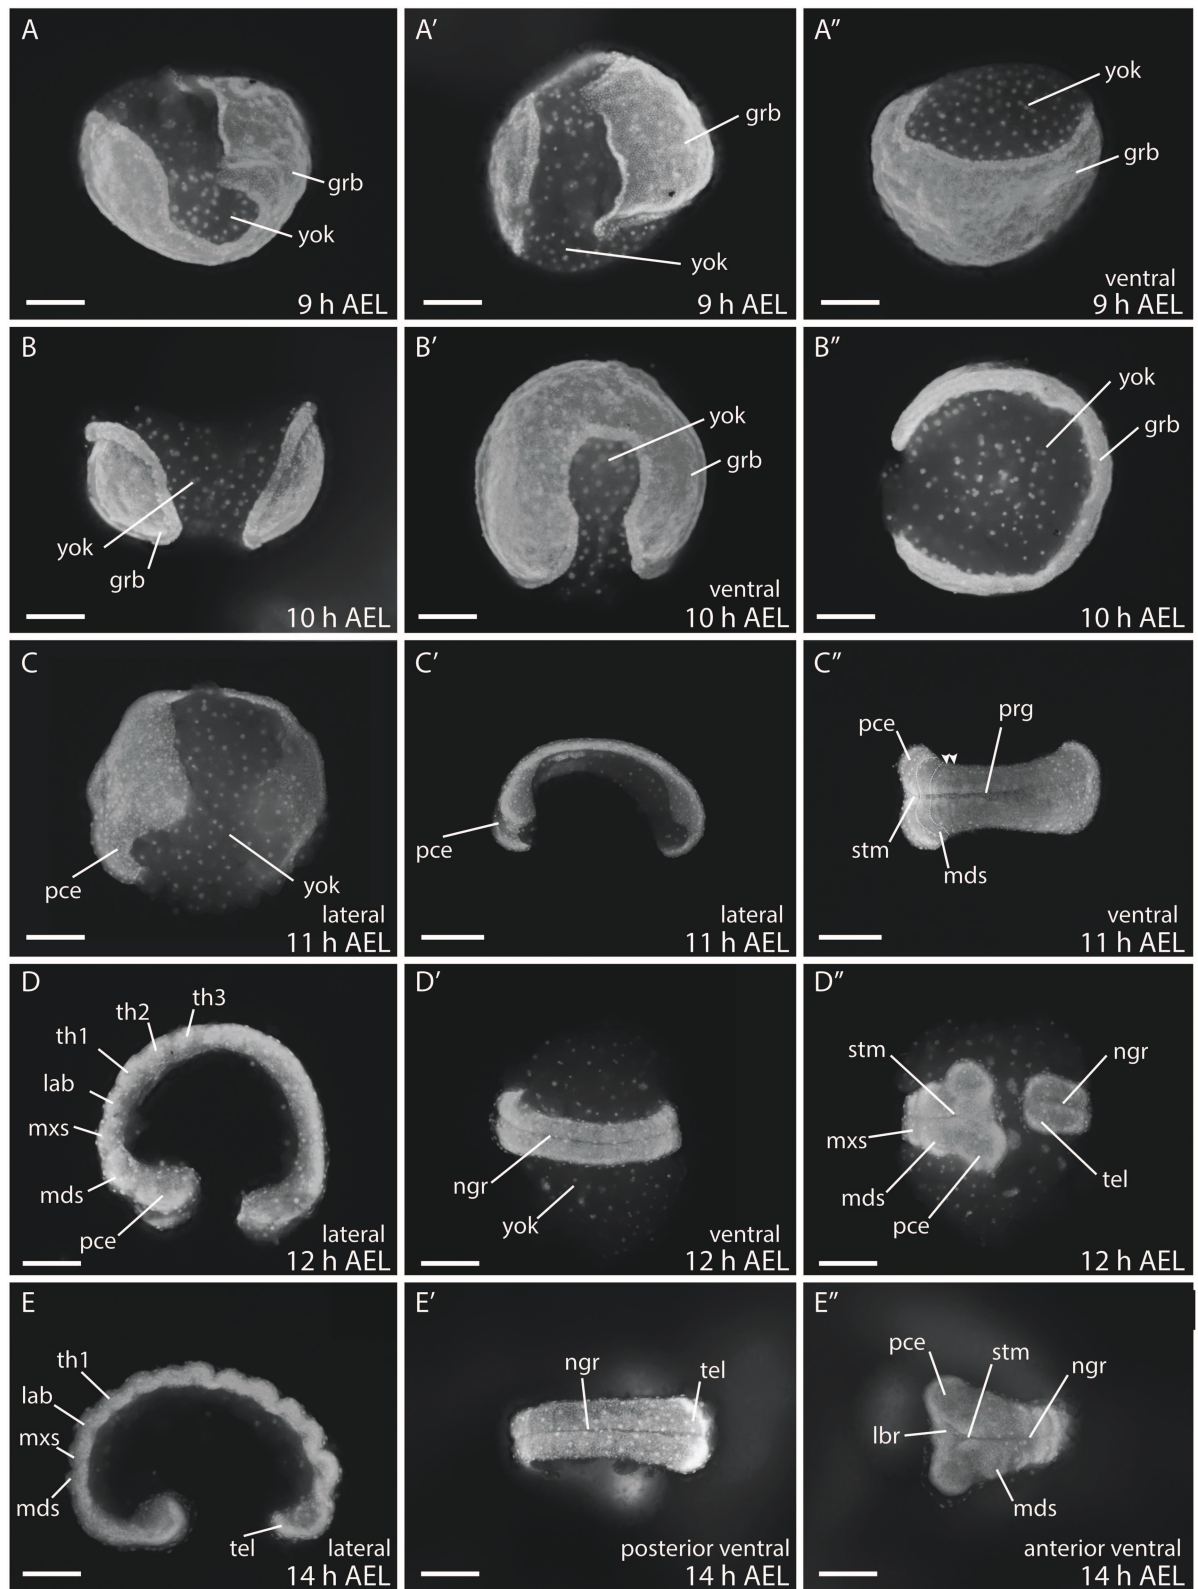 A
grb
yok
9 h AEL
A′
grb
yok
9 h AEL
A″
yok
grb
ventral
9 h AEL
B
yok
grb
10 h AEL
B′
yok
grb
ventral
10 h AEL
B″
yok
grb
10 h AEL
C
pce
yok
lateral
11 h AEL
C′
pce
lateral
11 h AEL
C″
prg
pce
stm
mds
ventral
11 h AEL
D
th3
th2
th1
lab
mxs
mds
pce
lateral
12 h AEL
D′
ngr
yok
ventral
12 h AEL
D″
stm
ngr
mxs
tel
mds
pce
12 h AEL
E
th1
lab
mxs
mds
tel
lateral
14 h AEL
E′
ngr
tel
posterior ventral
14 h AEL
E″
pce
stm
ngr
lbr
mds
anterior ventral
14 h AEL